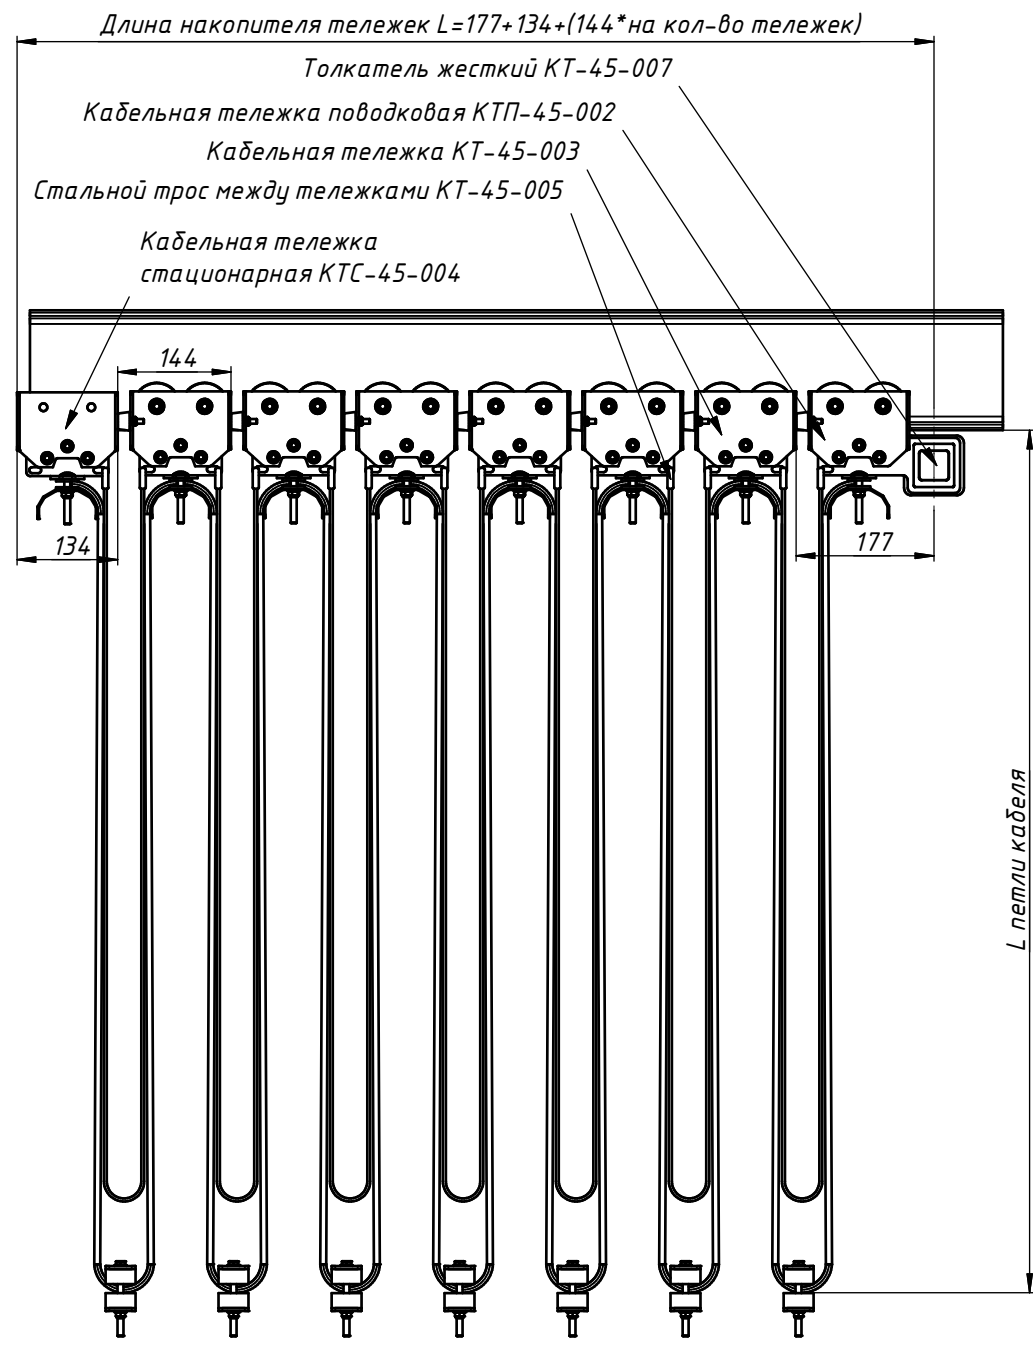 Длина накопителя тележек L=177+134+(144*на кол-во тележек)
Толкатель жесткий КТ-45-007
Кабельная тележка поводковая КТП-45-002
Кабельная тележка КТ-45-003
Стальной трос между тележками КТ-45-005
Кабельная тележка
стационарная КТС-45-004
144
134
177
L петли кабеля